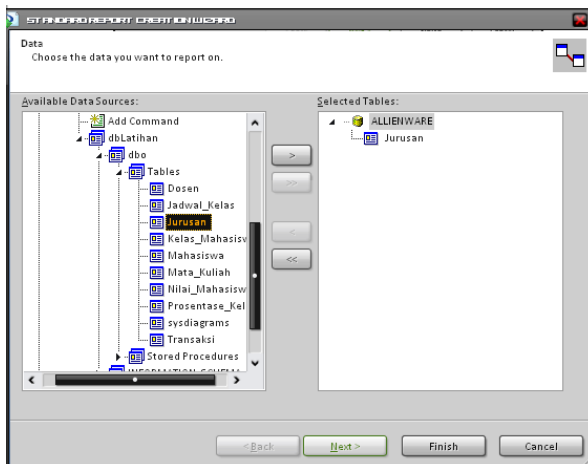 STANDARD REPORT CREATION WIZARD
Data
Choose the data you want to report on.
Available Data Sources:
Add Command
dbLatihan
dbo
Tables
Dosen
Jadwal_Kelas
Jurusan
Kelas_Mahasisw
Mahasiswa
Mata_Kuliah
Nilai_Mahasisw
Prosentase_Kel
sysdiagrams
Transaksi
Stored Procedures
>
>>
<
<<
Selected Tables:
ALLIENWARE
Jurusan
< Back
Next >
Finish
Cancel